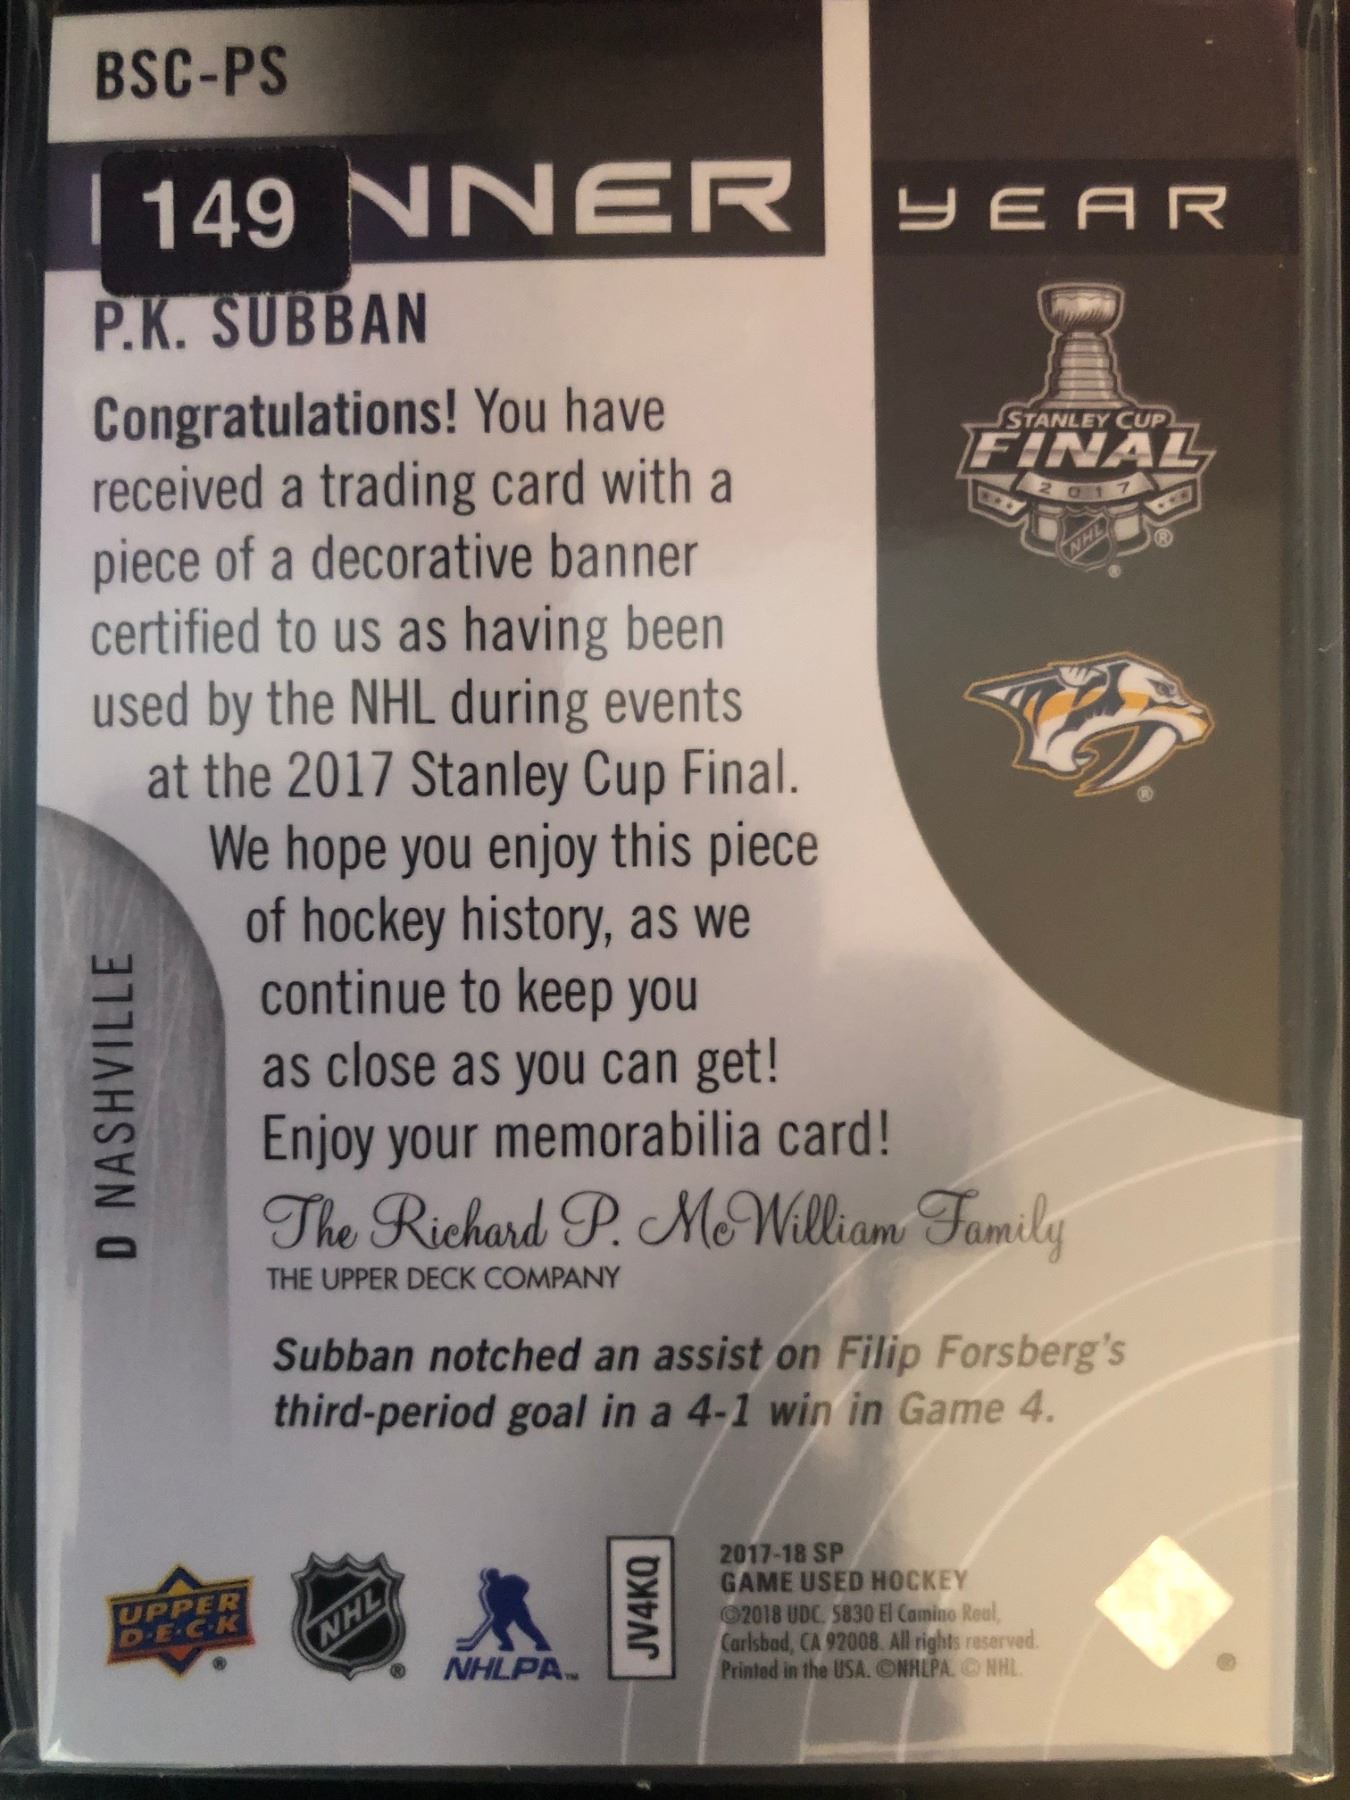 BSC-PS
149
NNER YEAR
P.K. SUBBAN
Congratulations! You have
received a trading card with a
piece of a decorative banner
certified to us as having been
used by the NHL during events
at the 2017 Stanley Cup Final.
We hope you enjoy this piece
of hockey history, as we
continue to keep you
as close as you can get!
Enjoy your memorabilia card!
The Richard P. McWilliam Family
THE UPPER DECK COMPANY
Subban notched an assist on Filip Forsberg's
third-period goal in a 4-1 win in Game 4.
D NASHVILLE
STANLEY CUP
FINAL
2017
NHL
®
®
®
UPPER
D·E·C·K
®
NHL
®
NHLPA™
JV4KQ
2017-18 SP
GAME USED HOCKEY
©2018 UDC. 5830 El Camino Real,
Carlsbad, CA 92008. All rights reserved.
Printed in the USA. ©NHLPA. © NHL.
®